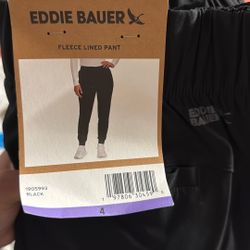 EDDIE BAUER
FLEECE LINED PANT
EDDIE
BAUER
1905993
BLACK
4